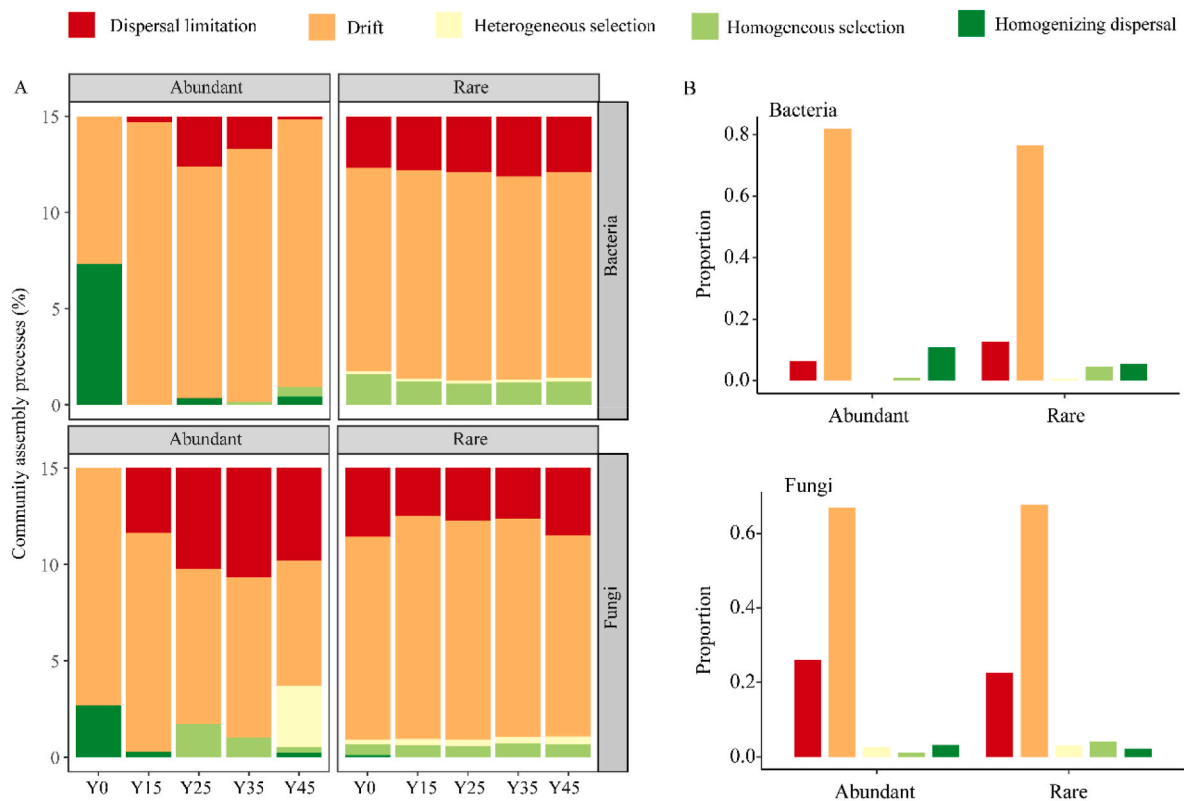 Dispersal limitation Drift Heterogeneous selection Homogeneous selection Homogenizing dispersal
A
Abundant Rare
15
10
5
0
Bacteria
Abundant Rare
15
10
5
0
Fungi
Community assembly processes (%)
Y0 Y15 Y25 Y35 Y45 Y0 Y15 Y25 Y35 Y45
B
Bacteria
0.8
0.6
0.4
0.2
0.0
Proportion
Abundant Rare
Fungi
0.6
0.4
0.2
0.0
Proportion
Abundant Rare